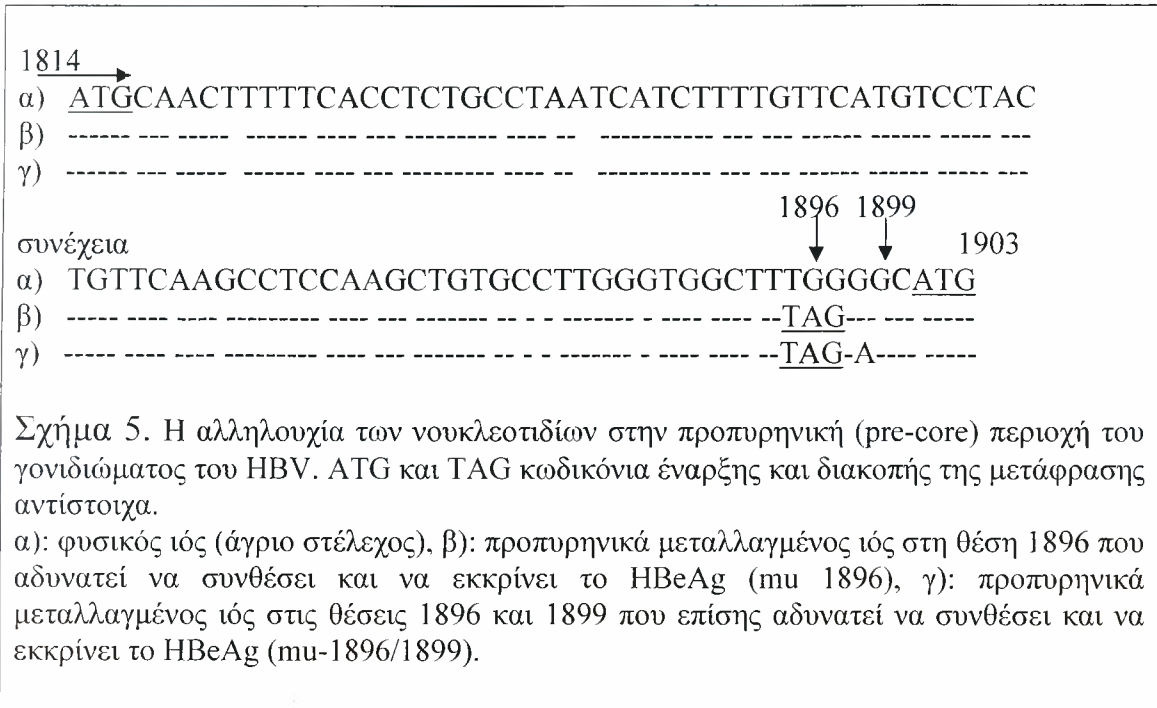 1814
α) ATGCAACTTTTTCACCTCTGCCTAATCATCTTTTGTTCATGTCCTAC
β) ------ --- ----- ---- ---- --- --------- ---- -- ----------- --- --- ------ ---- --- ---
γ) ------ --- ----- ---- ---- --- --------- ---- -- ----------- --- --- ------ ---- --- ---
1896 1899
συνέχεια 1903
α) TGTTCAAGCCTCCAAGCTGTGCCTTGGGTGGCTTTGGGGCATG
β) ----- ---- ---- --------- ---- --- ------- -- - - ------- - ---- ---- --TAG--- --- -----
γ) ----- ---- ---- --------- ---- --- ------- -- - - ------- - ---- ---- --TAG-A---- -----
Σχήμα 5. Η αλληλουχία των νουκλεοτιδίων στην προπυρηνική (pre-core) περιοχή του
γονιδιώματος του HBV. ATG και TAG κωδικόνια έναρξης και διακοπής της μετάφρασης
αντίστοιχα.
α): φυσικός ιός (άγριο στέλεχος), β): προπυρηνικά μεταλλαγμένος ιός στη θέση 1896 που
αδυνατεί να συνθέσει και να εκκρίνει το HBeAg (mu 1896), γ): προπυρηνικά
μεταλλαγμένος ιός στις θέσεις 1896 και 1899 που επίσης αδυνατεί να συνθέσει και να
εκκρίνει το HBeAg (mu-1896/1899).